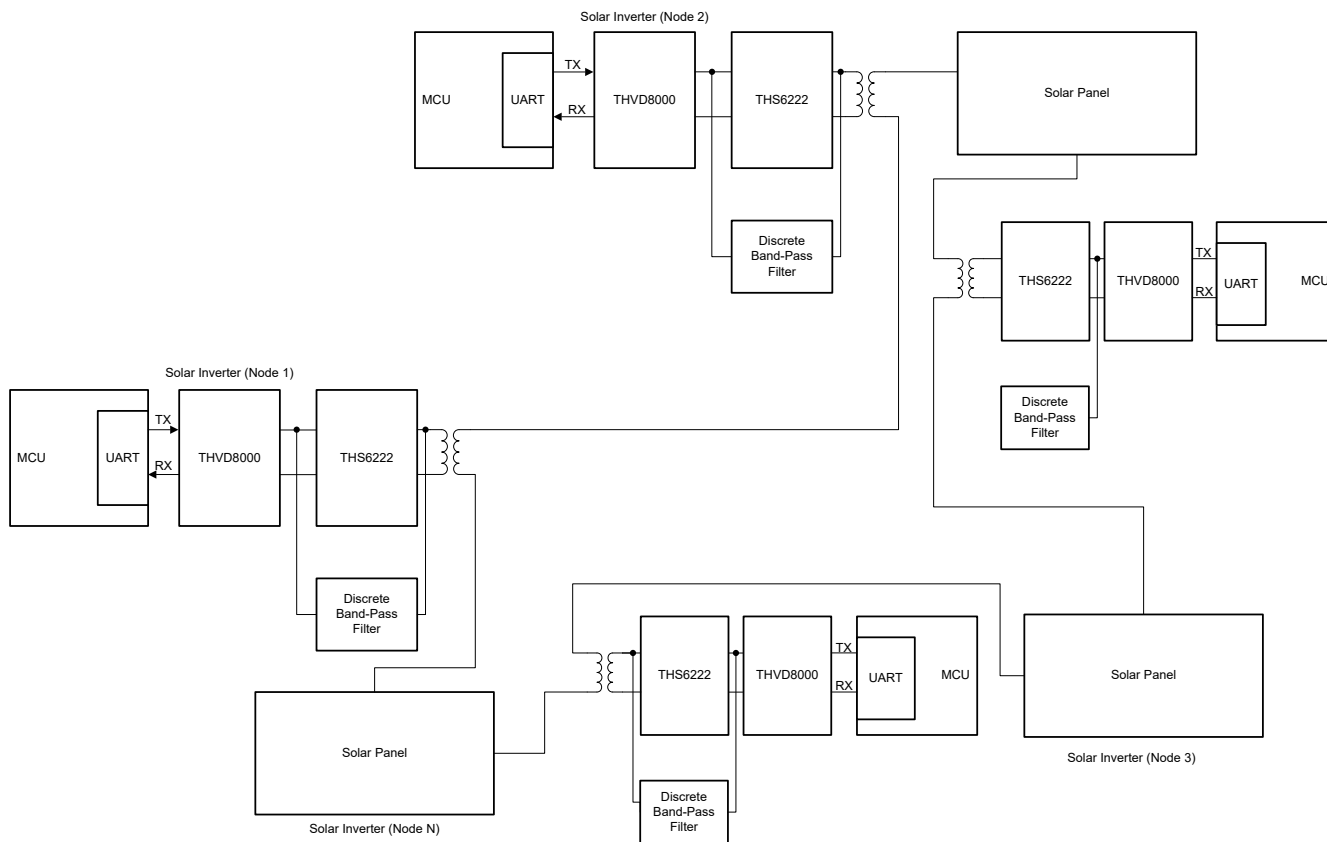 Solar Inverter (Node 2)
MCU
UART
TX
RX
THVD8000
THS6222
Discrete
Band-Pass
Filter
Solar Panel
THS6222
THVD8000
TX
RX
UART
MCU
Discrete
Band-Pass
Filter
Solar Inverter (Node 1)
MCU
UART
TX
RX
THVD8000
THS6222
Discrete
Band-Pass
Filter
THS6222
THVD8000
TX
RX
UART
MCU
Discrete
Band-Pass
Filter
Solar Panel
Solar Inverter (Node 3)
Solar Panel
Solar Inverter (Node N)